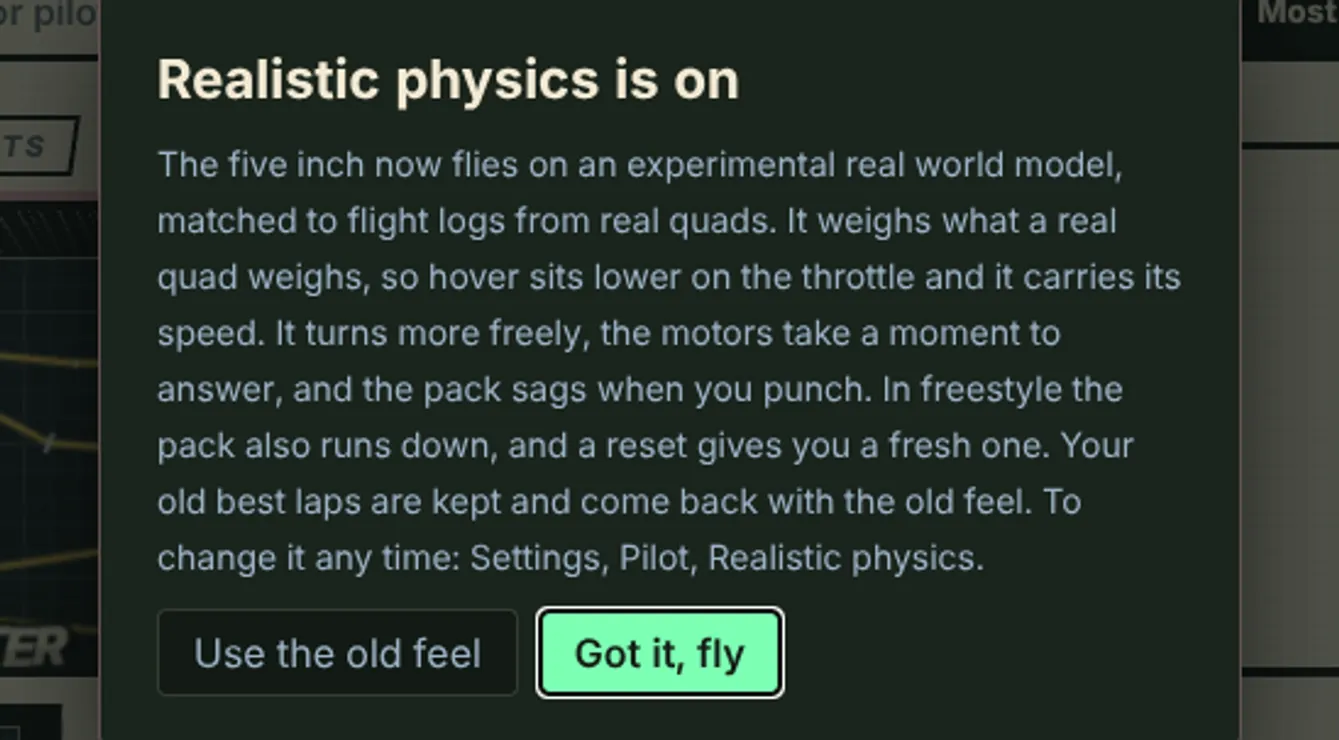 or pilo
Most
Realistic physics is on
TS
The five inch now flies on an experimental real world model,
matched to flight logs from real quads. It weighs what a real
quad weighs, so hover sits lower on the throttle and it carries its
speed. It turns more freely, the motors take a moment to
answer, and the pack sags when you punch. In freestyle the
pack also runs down, and a reset gives you a fresh one. Your
old best laps are kept and come back with the old feel. To
change it any time: Settings, Pilot, Realistic physics.
TER
Use the old feel
Got it, fly